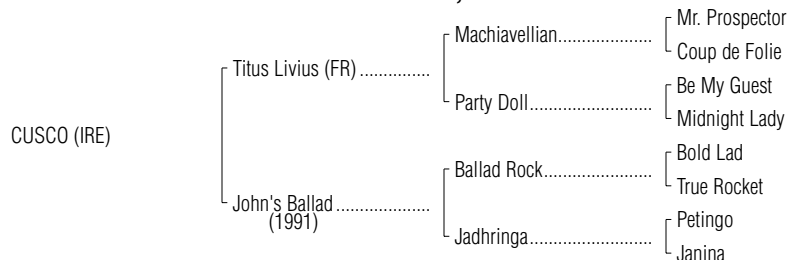 Mr. Prospector
Machiavellian
Coup de Folie
Titus Livius (FR)
Be My Guest
Party Doll
Midnight Lady
CUSCO (IRE)
Bold Lad
Ballad Rock
True Rocket
John's Ballad
(1991)
Petingo
Jadhringa
Janina